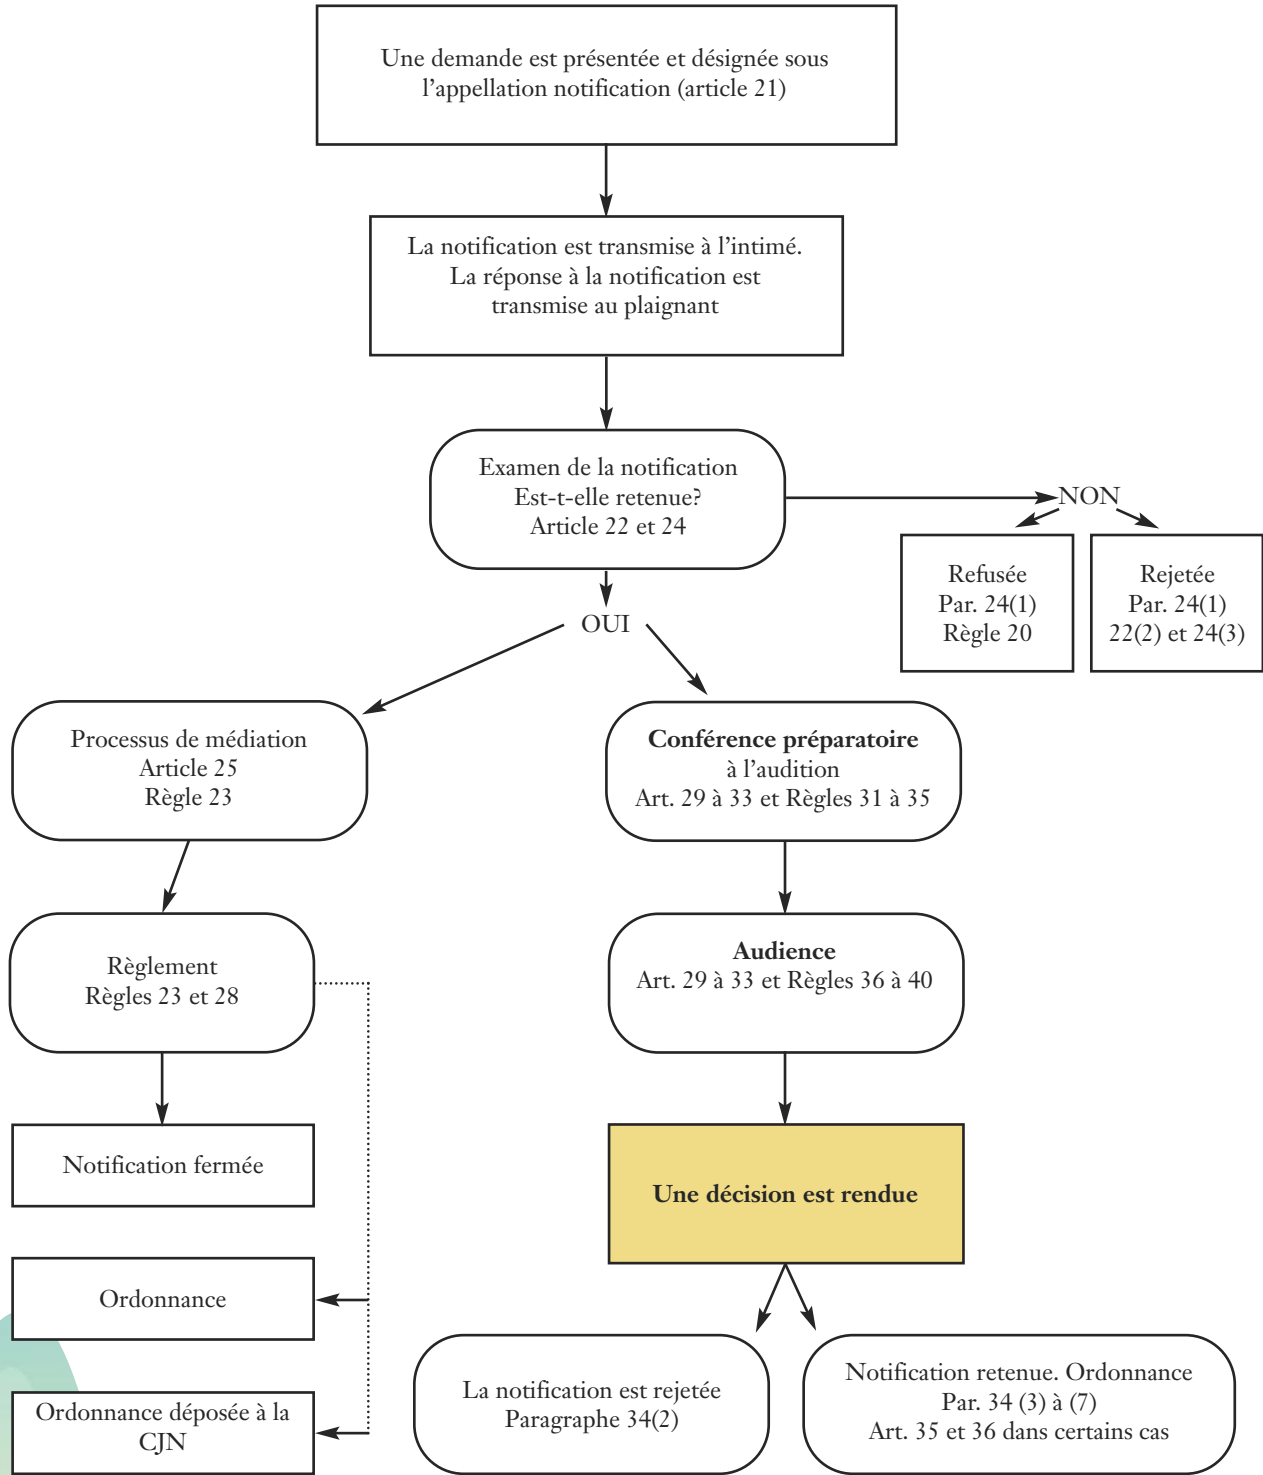 Une demande est présentée et désignée sous
l’appellation notification (article 21)
La notification est transmise à l’intimé.
La réponse à la notification est
transmise au plaignant
Examen de la notification
Est-t-elle retenue?
Article 22 et 24
NON
Refusée
Par. 24(1)
Règle 20
Rejetée
Par. 24(1)
22(2) et 24(3)
OUI
Processus de médiation
Article 25
Règle 23
Conférence préparatoire
à l’audition
Art. 29 à 33 et Règles 31 à 35
Règlement
Règles 23 et 28
Audience
Art. 29 à 33 et Règles 36 à 40
Notification fermée
Une décision est rendue
Ordonnance
Ordonnance déposée à la
CJN
La notification est rejetée
Paragraphe 34(2)
Notification retenue. Ordonnance
Par. 34 (3) à (7)
Art. 35 et 36 dans certains cas